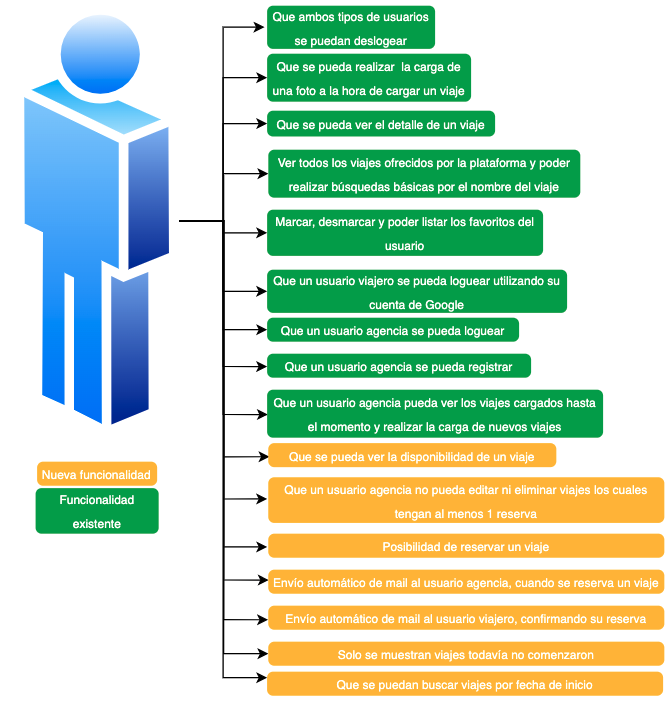 Que ambos tipos de usuarios
se puedan deslogear
Que se pueda realizar la carga de
una foto a la hora de cargar un viaje
Que se pueda ver el detalle de un viaje
Ver todos los viajes ofrecidos por la plataforma y poder
realizar búsquedas básicas por el nombre del viaje
Marcar, desmarcar y poder listar los favoritos del
usuario
Que un usuario viajero se pueda loguear utilizando su
cuenta de Google
Que un usuario agencia se pueda loguear
Que un usuario agencia se pueda registrar
Que un usuario agencia pueda ver los viajes cargados hasta
el momento y realizar la carga de nuevos viajes
Que se pueda ver la disponibilidad de un viaje
Que un usuario agencia no pueda editar ni eliminar viajes los cuales
tengan al menos 1 reserva
Posibilidad de reservar un viaje
Envío automático de mail al usuario agencia, cuando se reserva un viaje
Envío automático de mail al usuario viajero, confirmando su reserva
Solo se muestran viajes todavía no comenzaron
Que se puedan buscar viajes por fecha de inicio
Nueva funcionalidad
Funcionalidad
existente